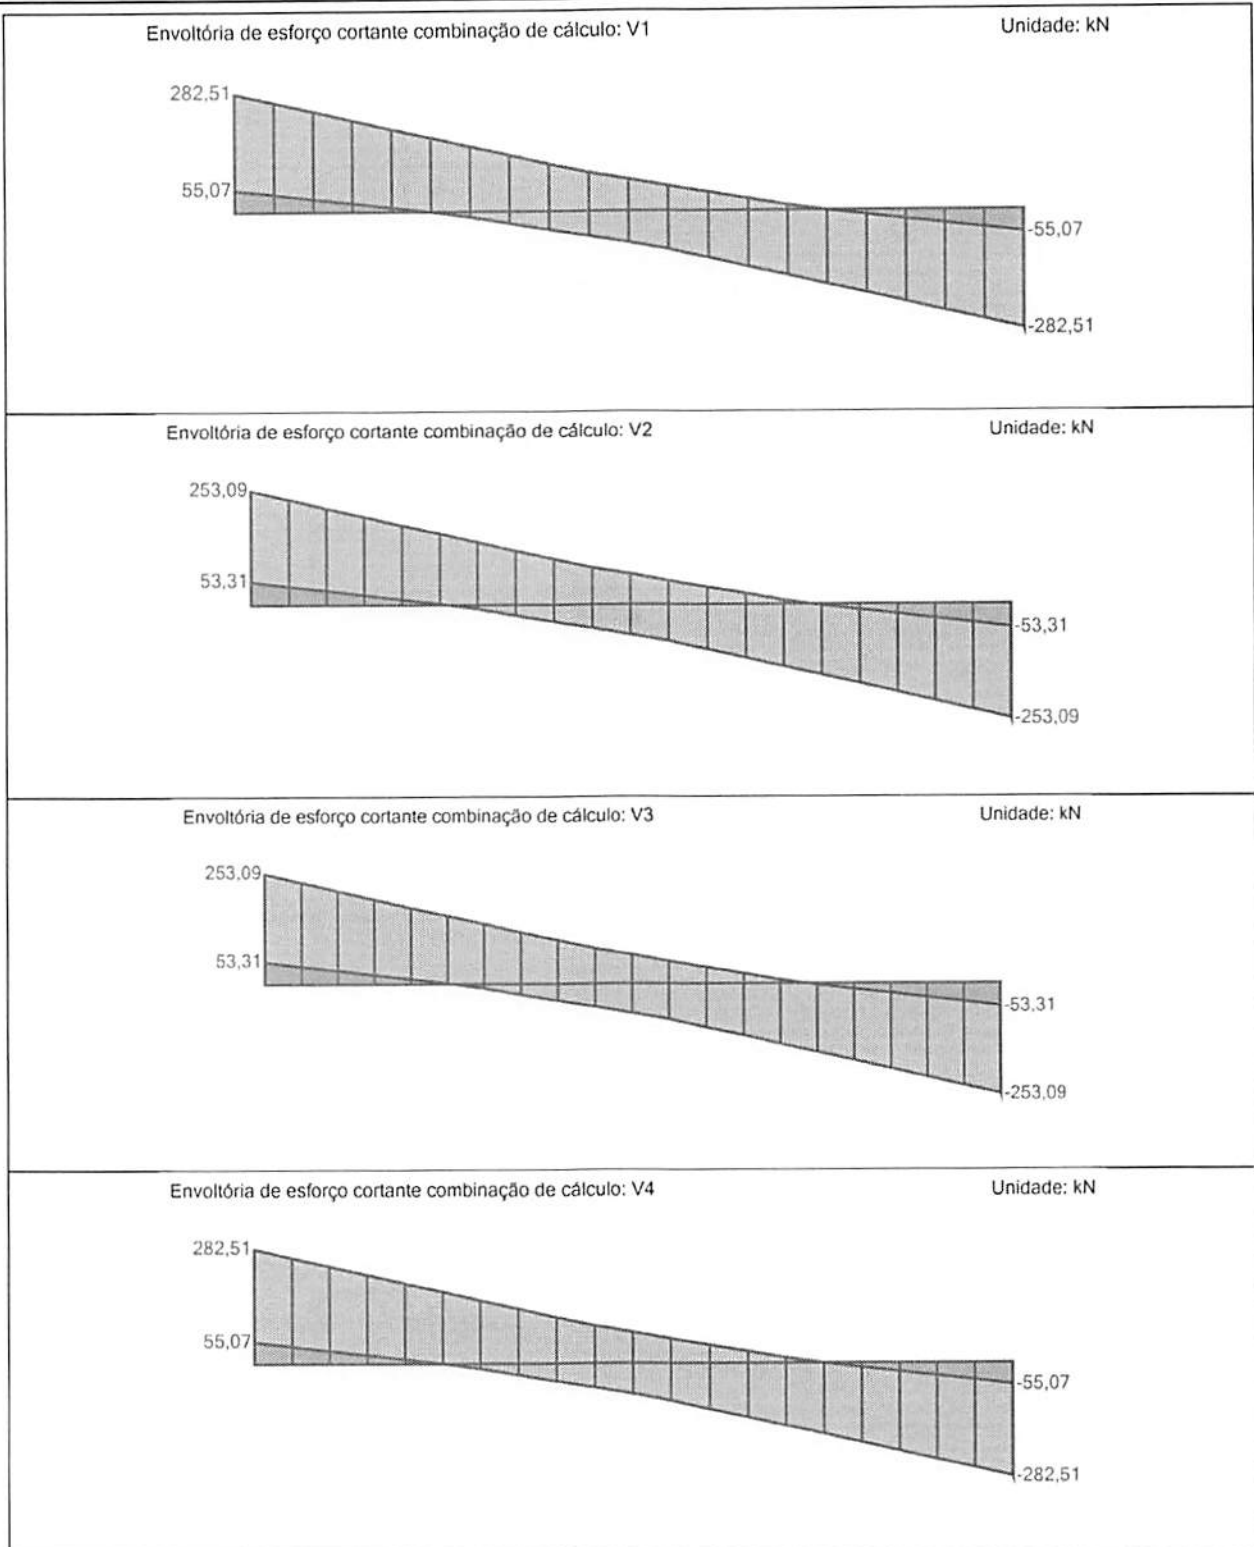 Envoltória de esforço cortante combinação de cálculo: V1
Unidade: kN
282,51
55,07
-55,07
-282,51
Envoltória de esforço cortante combinação de cálculo: V2
Unidade: kN
253,09
53,31
-53,31
-253,09
Envoltória de esforço cortante combinação de cálculo: V3
Unidade: kN
253,09
53,31
-53,31
-253,09
Envoltória de esforço cortante combinação de cálculo: V4
Unidade: kN
282,51
55,07
-55,07
-282,51